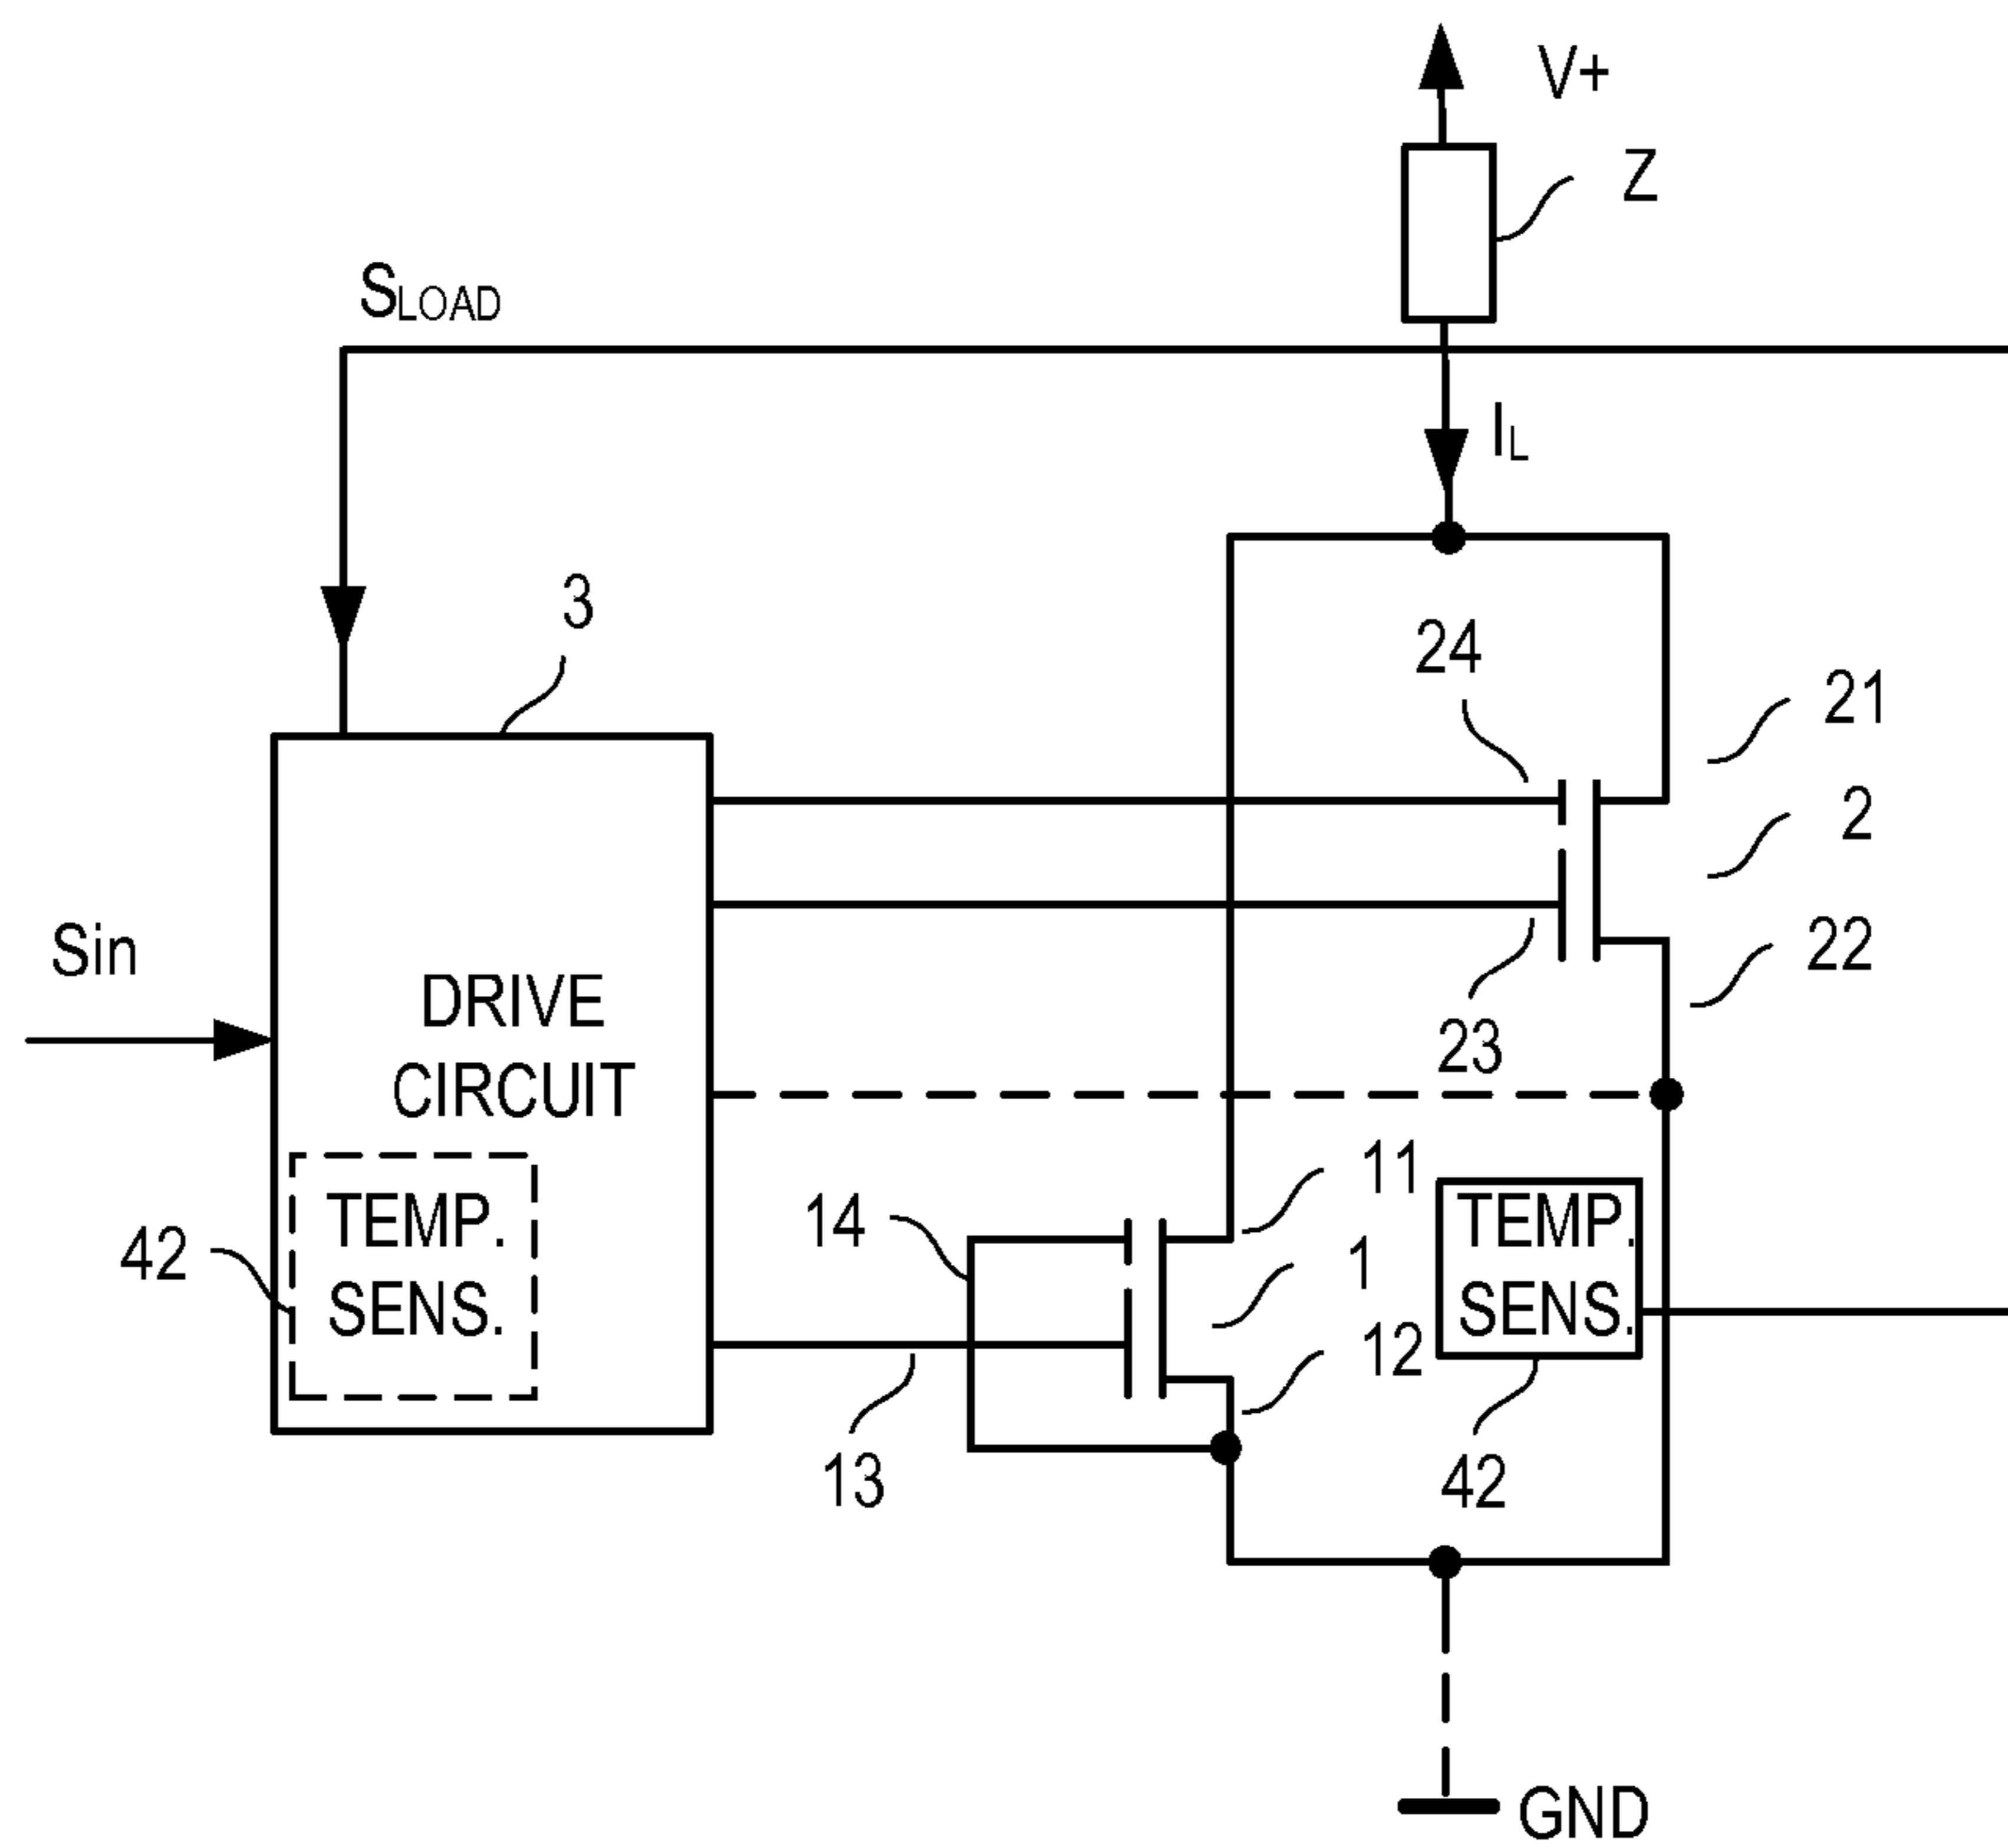 V+
Z
SLOAD
IL
3
24
21
2
Sin
22
DRIVE
CIRCUIT
23
11
14
TEMP.
SENS.
42
1
TEMP.
SENS.
12
13
42
GND